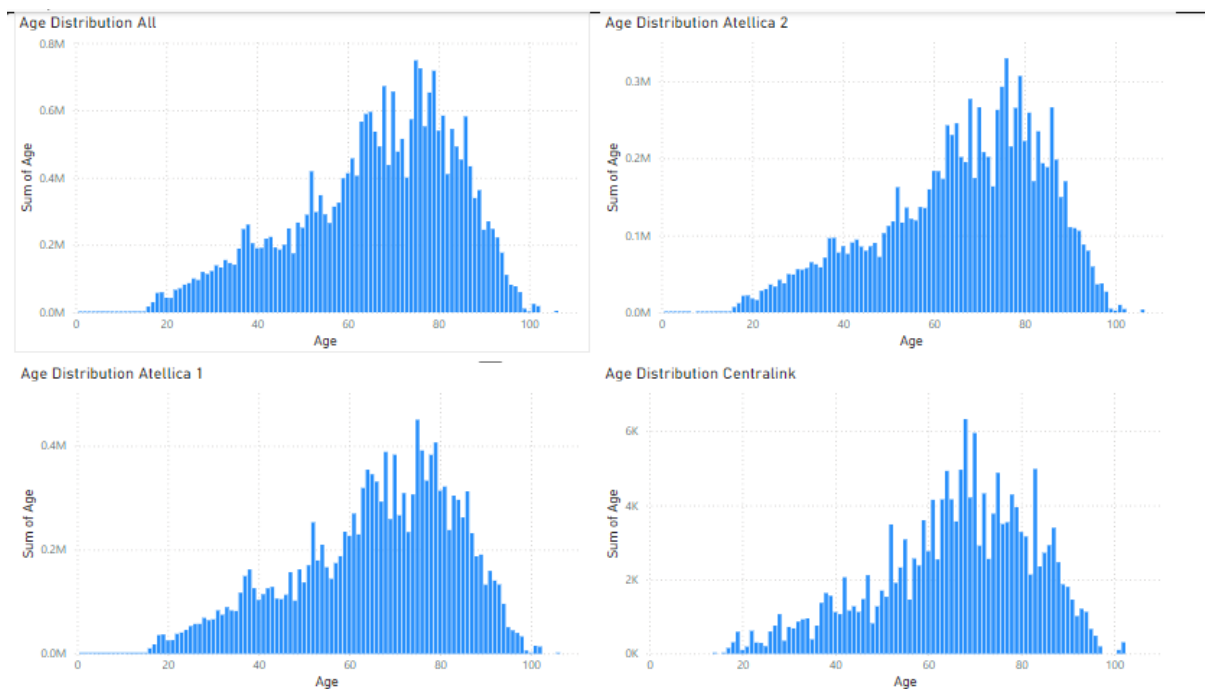 Age Distribution All
0.8M
0.6M
0.4M
0.2M
0.0M
Sum of Age
0 20 40 60 80 100
Age
Age Distribution Atellica 2
0.3M
0.2M
0.1M
0.0M
Sum of Age
0 20 40 60 80 100
Age
Age Distribution Atellica 1
0.4M
0.2M
0.0M
Sum of Age
0 20 40 60 80 100
Age
Age Distribution Centralink
6K
4K
2K
0K
Sum of Age
0 20 40 60 80 100
Age